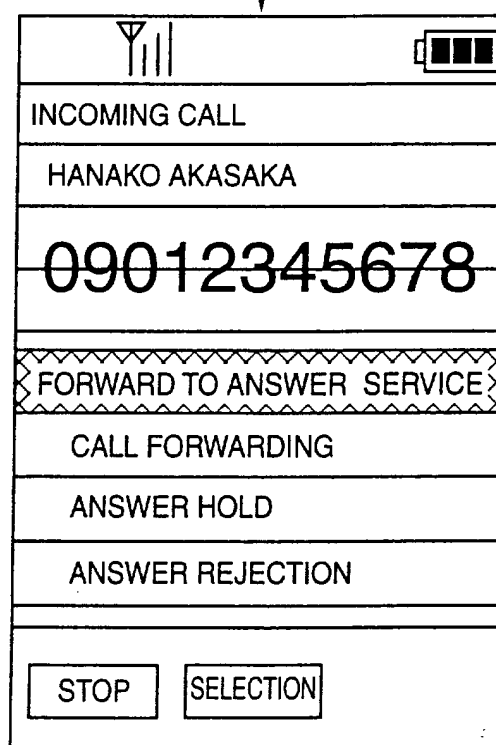 INCOMING CALL
HANAKO AKASAKA
09012345678
FORWARD TO ANSWER SERVICE
CALL FORWARDING
ANSWER HOLD
ANSWER REJECTION
STOP SELECTION